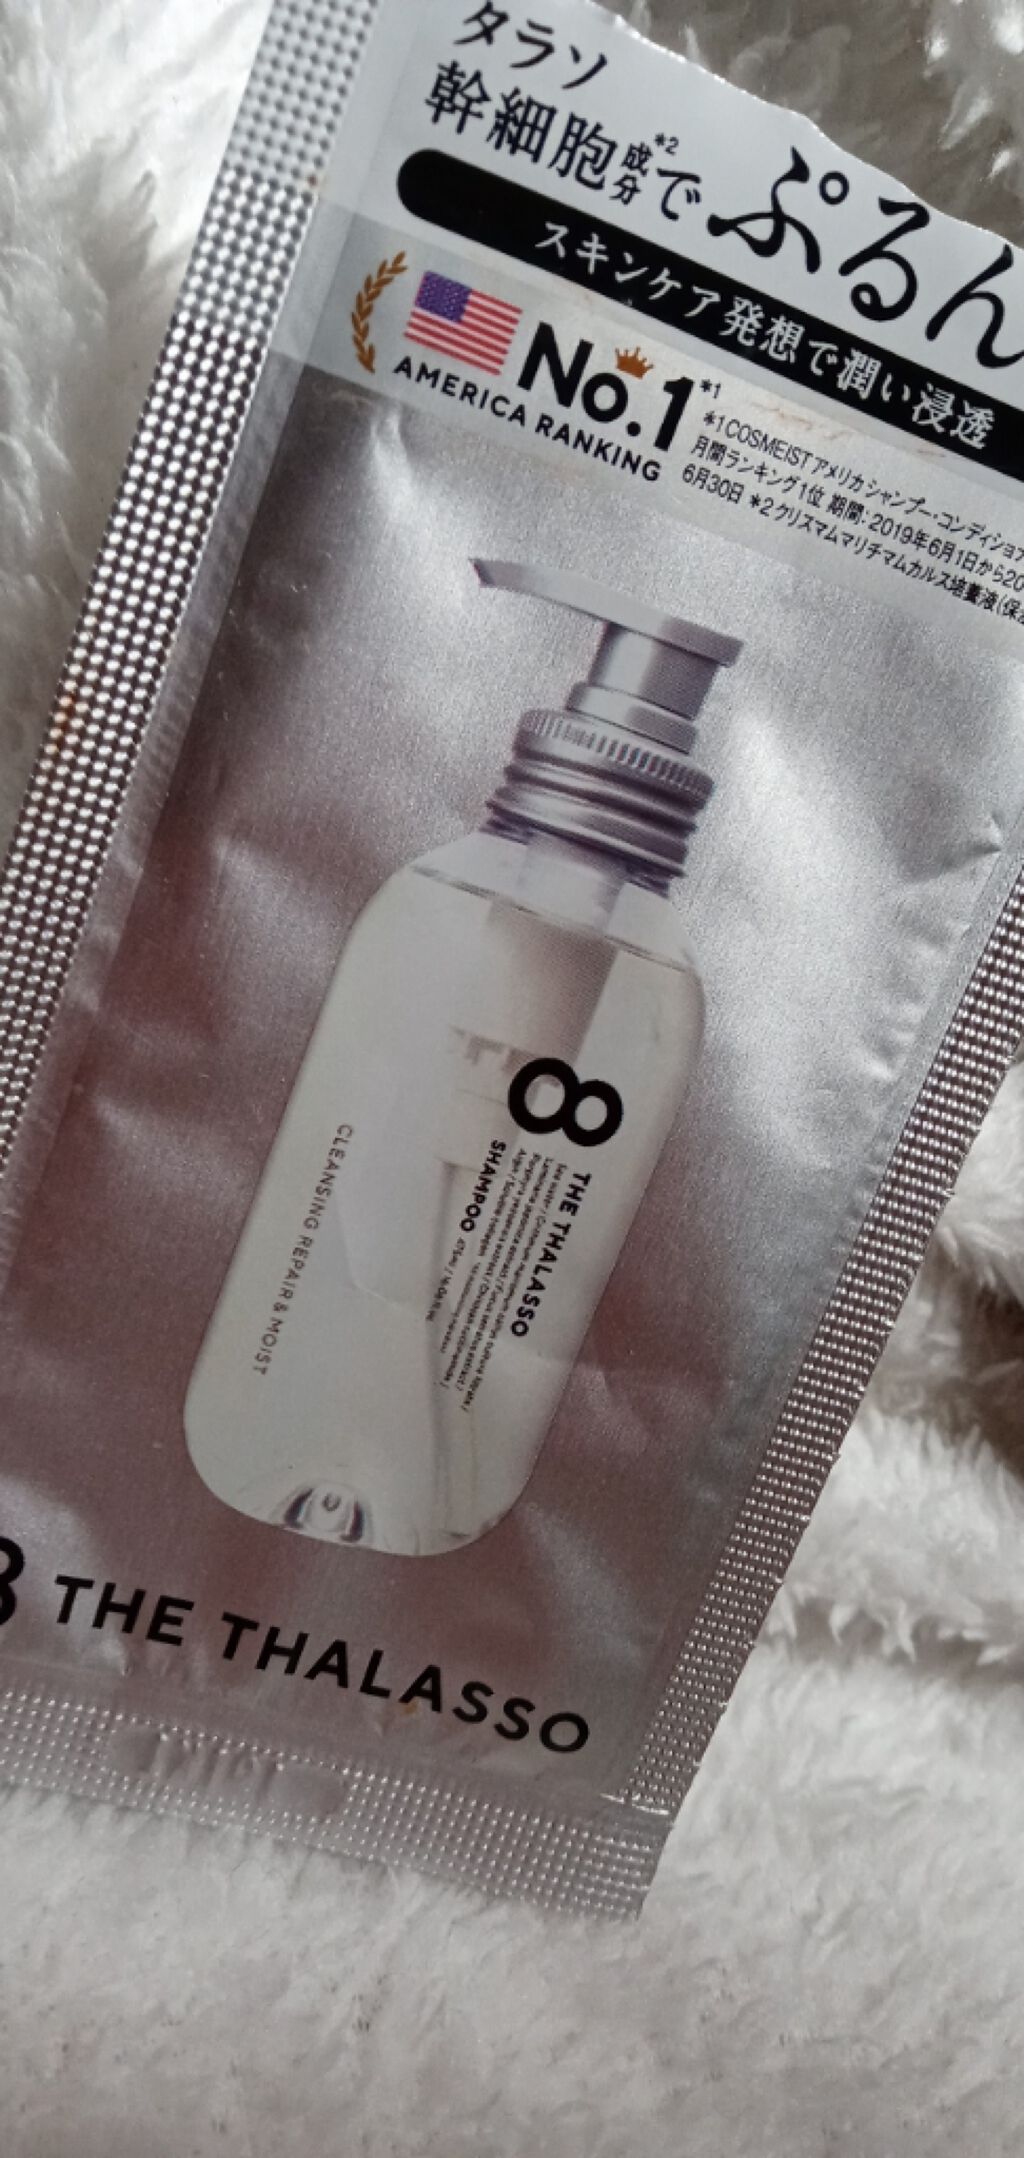 タラソ
幹細胞成分*2でぷるん
スキンケア発想で潤い浸透
No.1*1
AMERICA RANKING
*1COSMEISTアメリカシャンプー・コンディショナ
月間ランキング1位 期間:2019年6月1日から20
6月30日 *2クリスマムマリチマムカルス培養液(保
8 THE THALASSO
SHAMPOO
CLEANSING REPAIR & MOIST
8 THE THALASSO